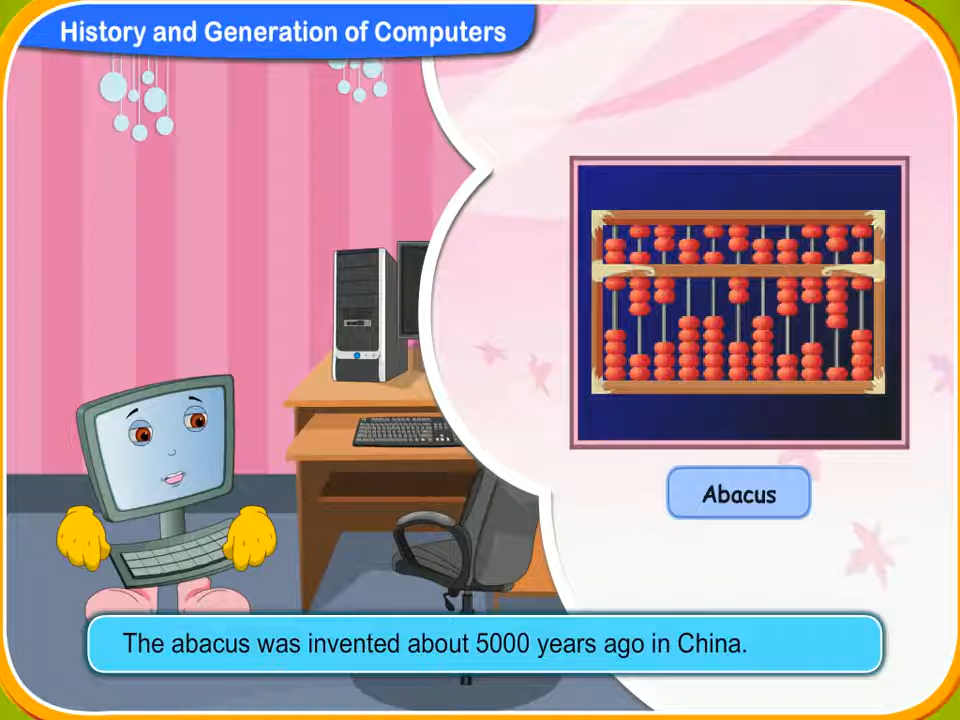 History and Generation of Computers
Abacus
The abacus was invented about 5000 years ago in China.